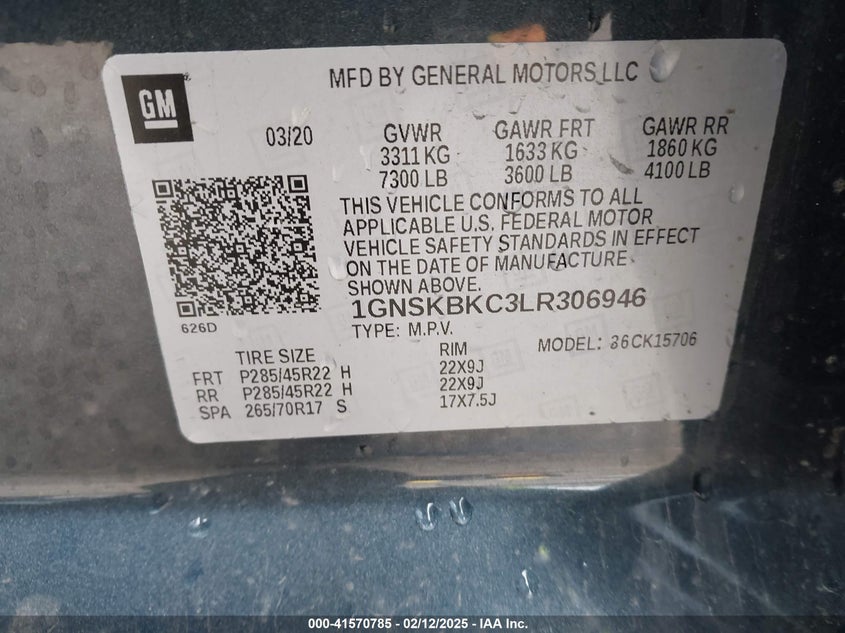 GM
MFD BY GENERAL MOTORS LLC
03/20
GVWR GAWR FRT GAWR RR
3311 KG 1633 KG 1860 KG
7300 LB 3600 LB 4100 LB
THIS VEHICLE CONFORMS TO ALL
APPLICABLE U.S. FEDERAL MOTOR
VEHICLE SAFETY STANDARDS IN EFFECT
ON THE DATE OF MANUFACTURE
SHOWN ABOVE.
1GNSKBKC3LR306946
626D
TYPE: M.P.V.
MODEL: 36CK15706
TIRE SIZE RIM
FRT P285/45R22 H 22X9J
RR P285/45R22 H 22X9J
SPA 265/70R17 S 17X7.5J
000-41570785 - 02/12/2025 - IAA Inc.